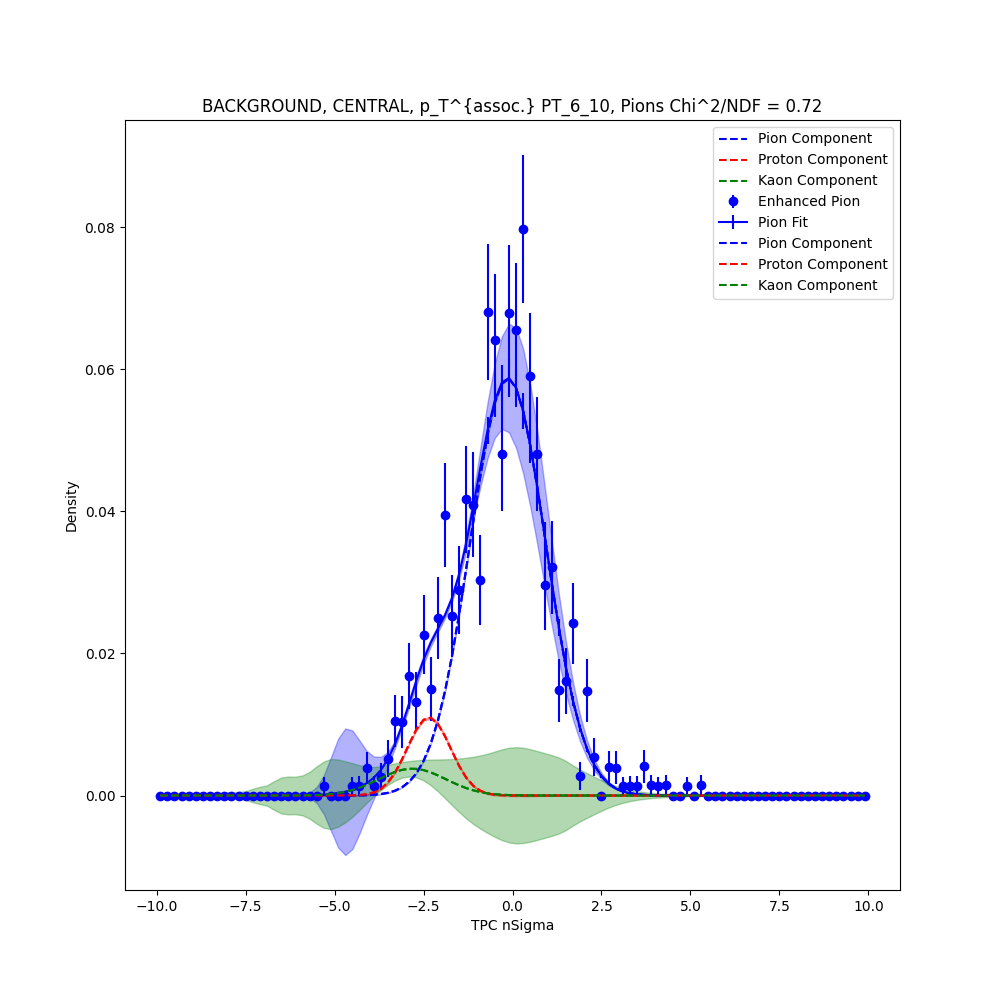 BACKGROUND, CENTRAL, p_T^{assoc.} PT_6_10, Pions Chi^2/NDF = 0.72
Pion Component
Proton Component
Kaon Component
Enhanced Pion
Pion Fit
Pion Component
Proton Component
Kaon Component
Density
0.08
0.06
0.04
0.02
0.00
−10.0 −7.5 −5.0 −2.5 0.0 2.5 5.0 7.5 10.0
TPC nSigma